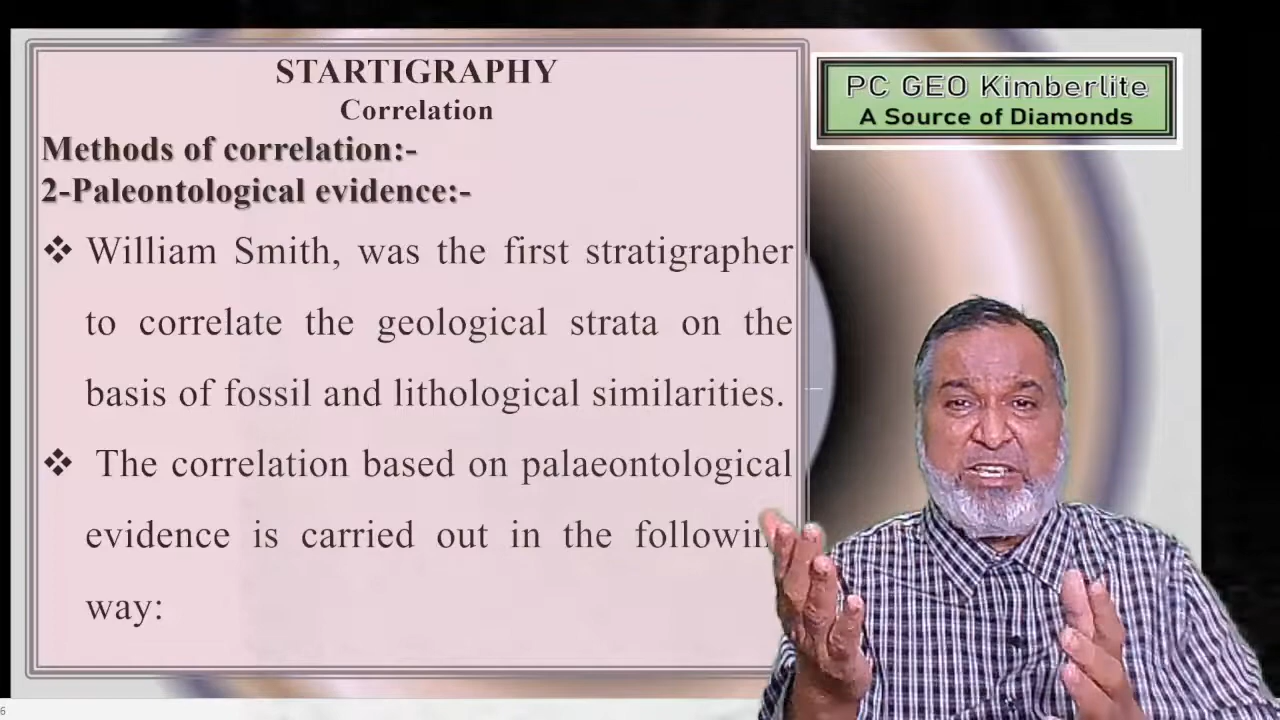 STARTIGRAPHY
Correlation
Methods of correlation:-
2-Paleontological evidence:-
❖ William Smith, was the first stratigrapher
to correlate the geological strata on the
basis of fossil and lithological similarities.
❖ The correlation based on palaeontological
evidence is carried out in the followin
way:
PC GEO Kimberlite
A Source of Diamonds
6